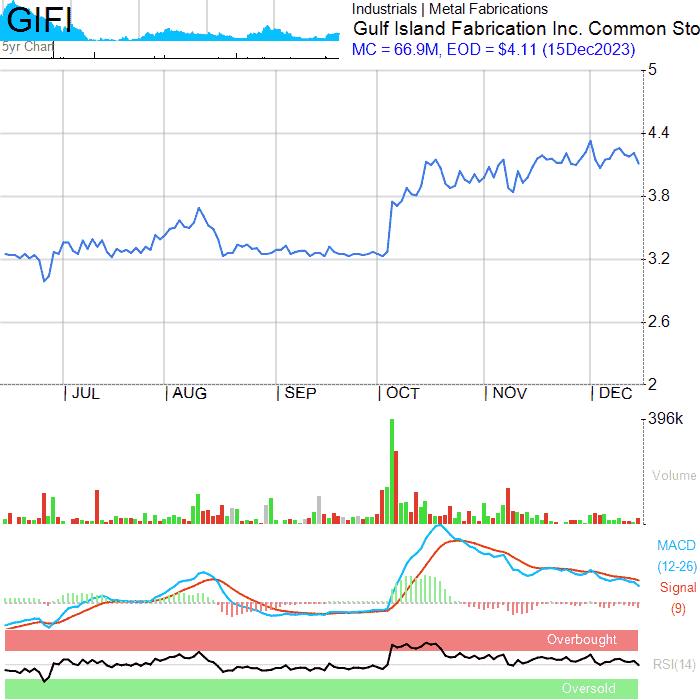 GIFI
5yr Chart
Industrials | Metal Fabrications
Gulf Island Fabrication Inc. Common Sto
MC = 66.9M, EOD = $4.11 (15Dec2023)
5
4.4
3.8
3.2
2.6
2
| JUL | AUG | SEP | OCT | NOV | DEC
396k
Volume
MACD
(12-26)
Signal
(9)
Overbought
RSI(14)
Oversold